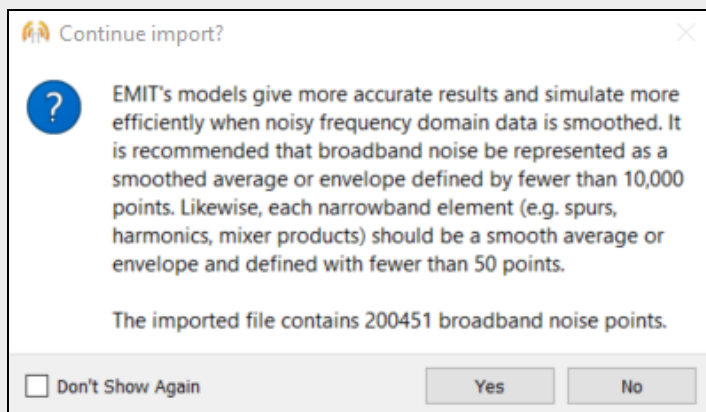 Continue import?
EMIT's models give more accurate results and simulate more
efficiently when noisy frequency domain data is smoothed. It
is recommended that broadband noise be represented as a
smoothed average or envelope defined by fewer than 10,000
points. Likewise, each narrowband element (e.g. spurs,
harmonics, mixer products) should be a smooth average or
envelope and defined with fewer than 50 points.
The imported file contains 200451 broadband noise points.
Don't Show Again
Yes
No